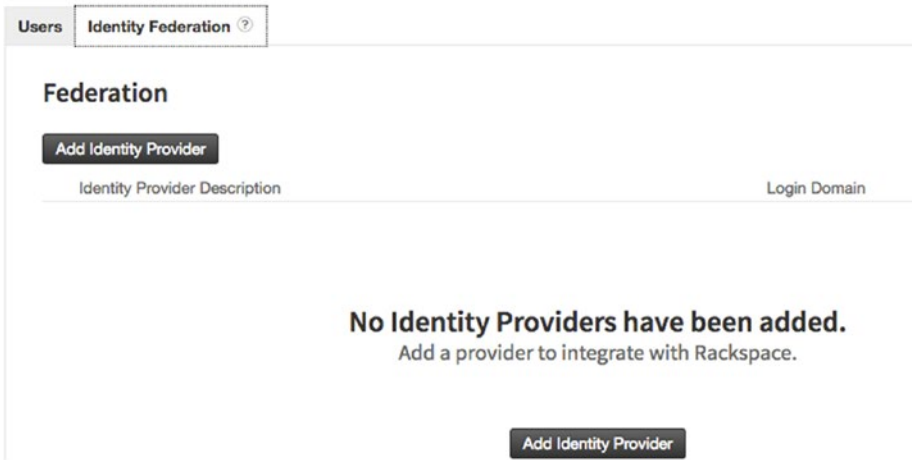 Users Identity Federation ?
Federation
Add Identity Provider
Identity Provider Description Login Domain
No Identity Providers have been added.
Add a provider to integrate with Rackspace.
Add Identity Provider